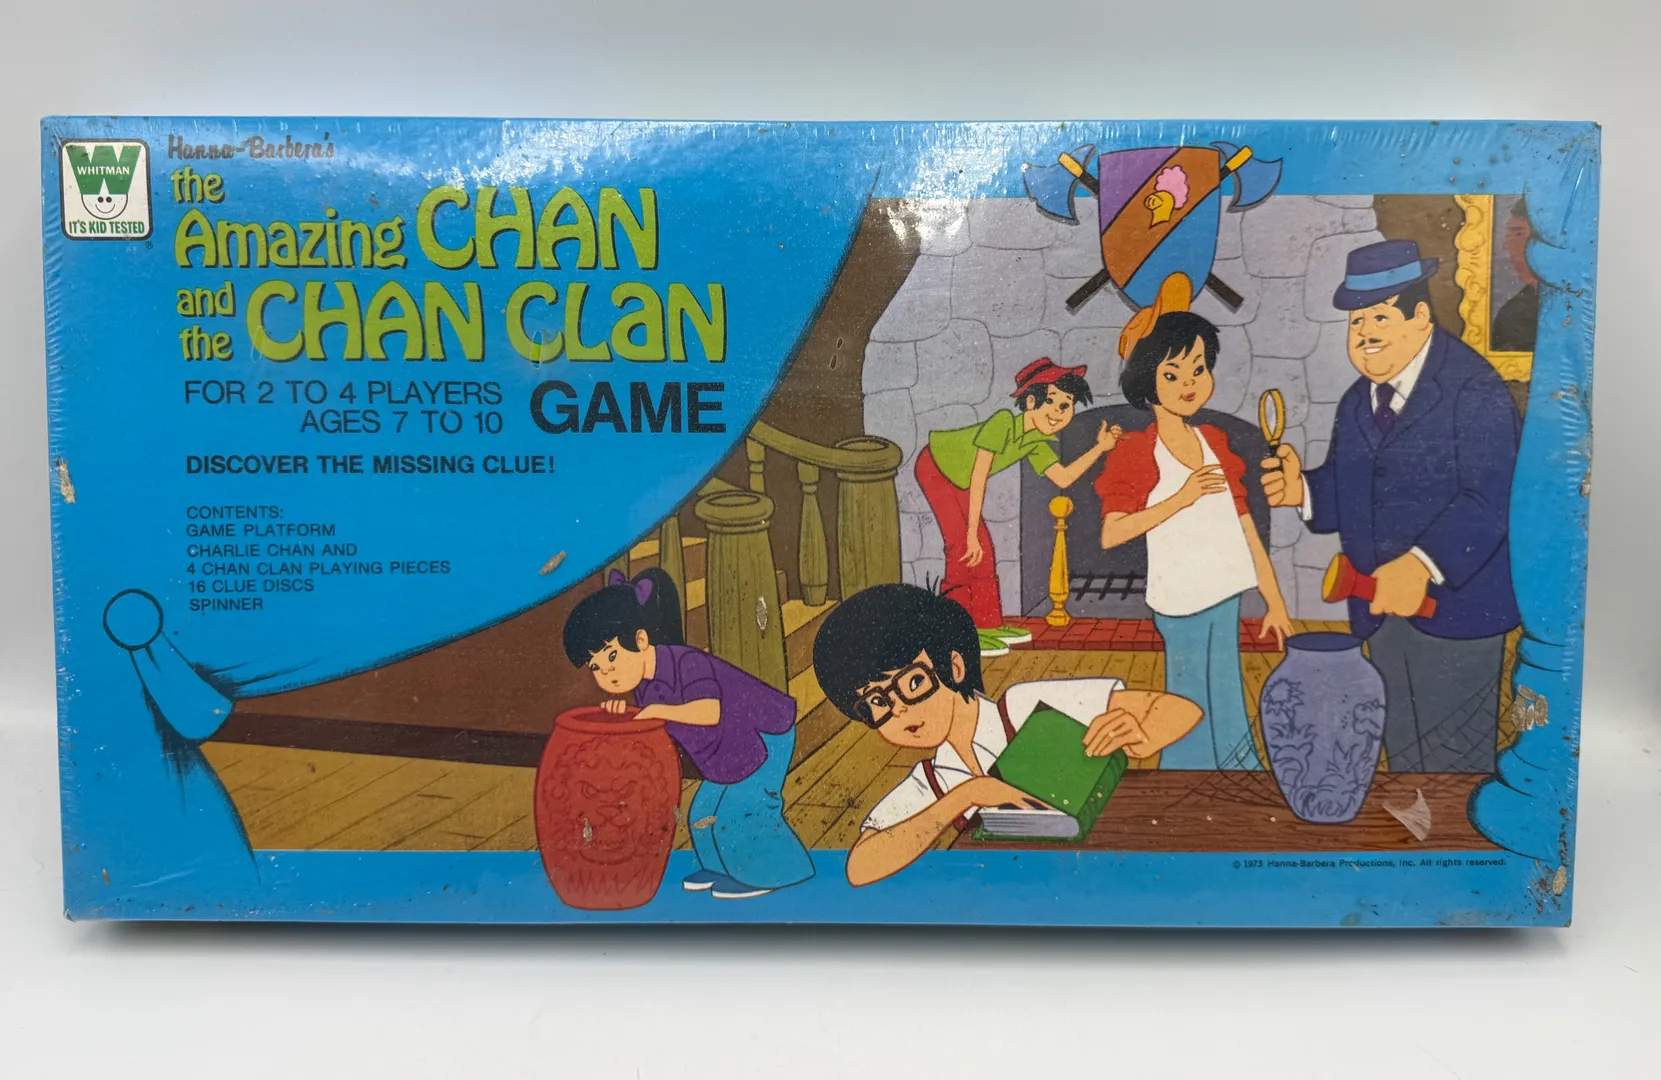 WHITMAN
IT'S KID TESTED
®
Hanna-Barbera's
the
Amazing CHAN
and the CHAN CLAN
GAME
FOR 2 TO 4 PLAYERS
AGES 7 TO 10
DISCOVER THE MISSING CLUE!
CONTENTS:
GAME PLATFORM
CHARLIE CHAN AND
4 CHAN CLAN PLAYING PIECES
16 CLUE DISCS
SPINNER
© 1973 Hanna-Barbera Productions, Inc. All rights reserved.